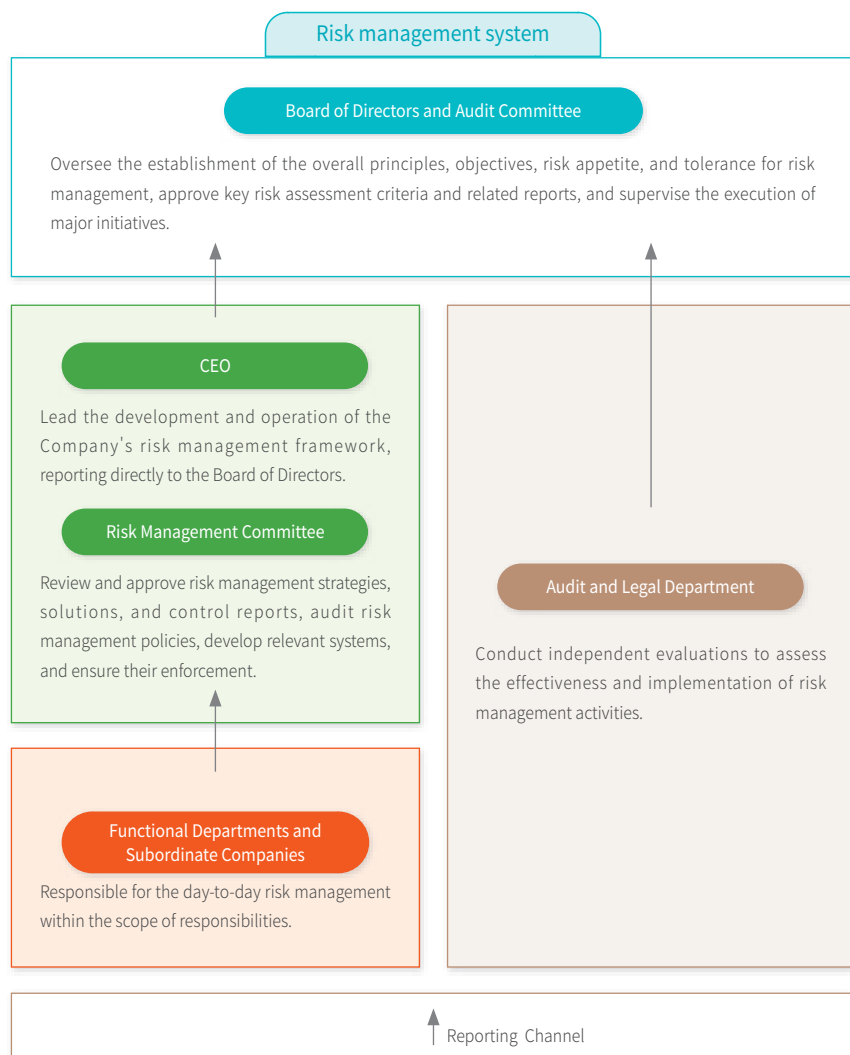 Risk management system
Board of Directors and Audit Committee
Oversee the establishment of the overall principles, objectives, risk appetite, and tolerance for risk
management, approve key risk assessment criteria and related reports, and supervise the execution of
major initiatives.
CEO
Lead the development and operation of the
Company's risk management framework,
reporting directly to the Board of Directors.
Risk Management Committee
Review and approve risk management strategies,
solutions, and control reports, audit risk
management policies, develop relevant systems,
and ensure their enforcement.
Functional Departments and
Subordinate Companies
Responsible for the day-to-day risk management
within the scope of responsibilities.
Audit and Legal Department
Conduct independent evaluations to assess
the effectiveness and implementation of risk
management activities.
Reporting Channel